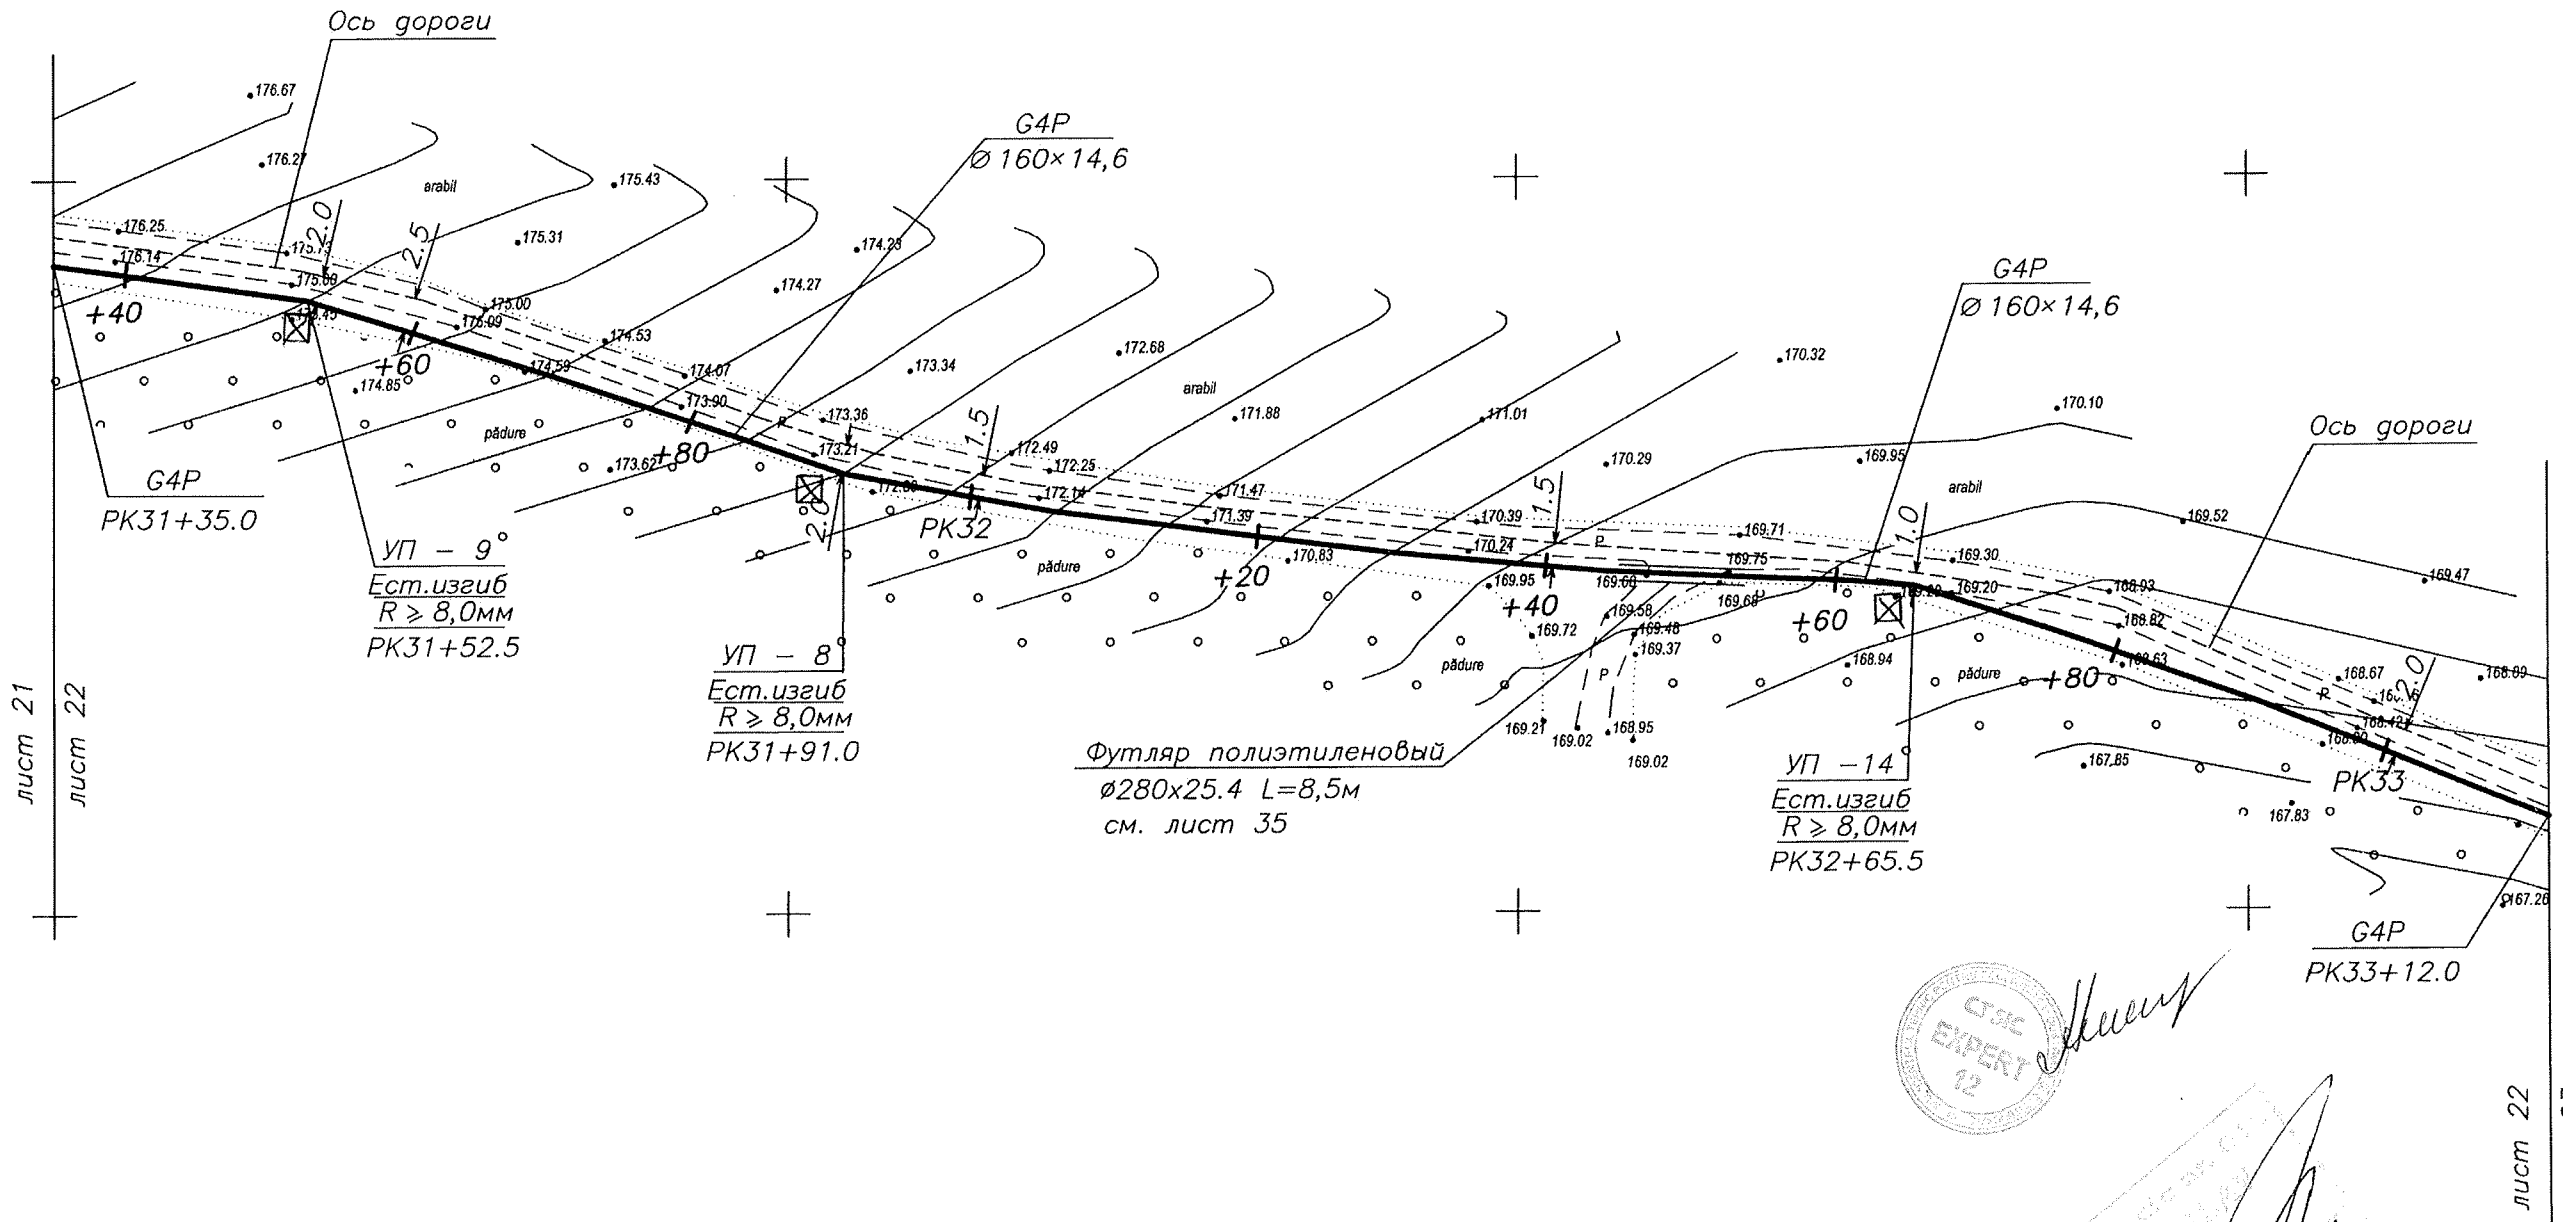 Ось дороги
176.67
176.27
arabil
175.43
G4P
Ø 160×14,6
176.25
176.14
2.0
2.5
175.31
174.23
174.27
175.00
175.09
+40
+60
174.53
174.59
174.85
174.07
173.90
173.36
173.21
173.62
+80
pădure
173.34
172.68
arabil
171.88
171.01
170.32
170.10
G4P
Ø 160×14,6
Ось дороги
1.5
172.49
172.25
172.14
171.47
171.39
170.83
170.39
170.24
170.29
169.95
1.5
P
169.71
169.75
169.68
169.60
169.95
169.72
169.58
169.48
169.37
P
1.0
arabil
169.52
169.47
169.30
169.20
168.93
168.82
168.63
168.94
168.67
168.42
168.09
2.0
P
G4P
PK31+35.0
УП – 9
Ест.изгиб
R ⩾ 8,0мм
PK31+52.5
2.0
PK32
pădure
+20
+40
+60
+80
pădure
pădure
УП – 8
Ест.изгиб
R ⩾ 8,0мм
PK31+91.0
169.21
169.02
168.95
169.02
Футляр полиэтиленовый
ø280x25.4 L=8,5м
см. лист 35
УП –14
Ест.изгиб
R ⩾ 8,0мм
PK32+65.5
167.85
PK33
167.83
167.26
G4P
PK33+12.0
лист 21
лист 22
EXPERT
12
лист 22